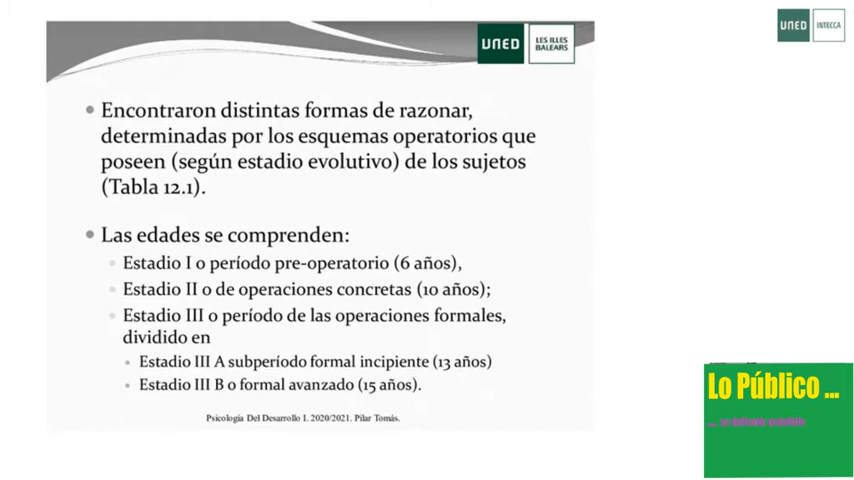 UNED
LES ILLES
BALEARS
UNED
INTECCA
Encontraron distintas formas de razonar,
determinadas por los esquemas operatorios que
poseen (según estadio evolutivo) de los sujetos
(Tabla 12.1).
Las edades se comprenden:
Estadio I o período pre-operatorio (6 años),
Estadio II o de operaciones concretas (10 años);
Estadio III o período de las operaciones formales,
dividido en
Estadio III A subperíodo formal incipiente (13 años)
Estadio III B o formal avanzado (15 años).
Psicología Del Desarrollo I. 2020/2021. Pilar Tomás.
Lo Público ...